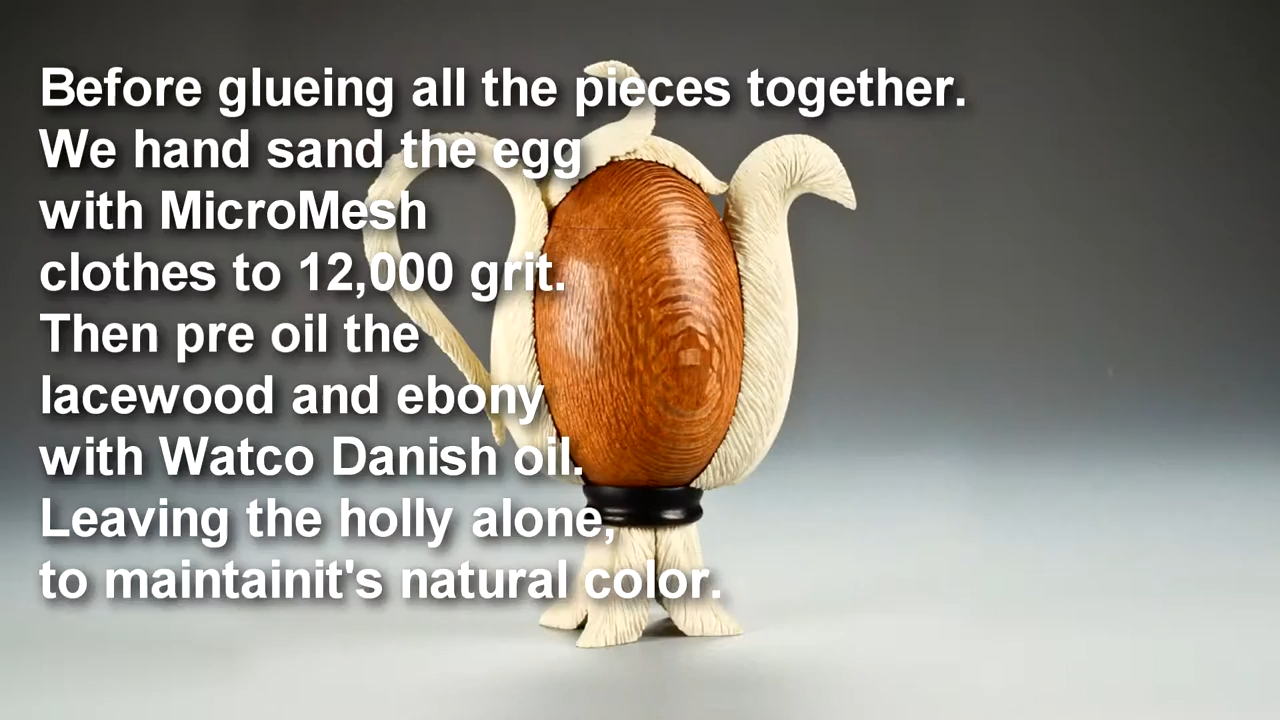 Before glueing all the pieces together.
We hand sand the egg
with MicroMesh
clothes to 12,000 grit.
Then pre oil the
lacewood and ebony
with Watco Danish oil.
Leaving the holly alone,
to maintainit's natural color.